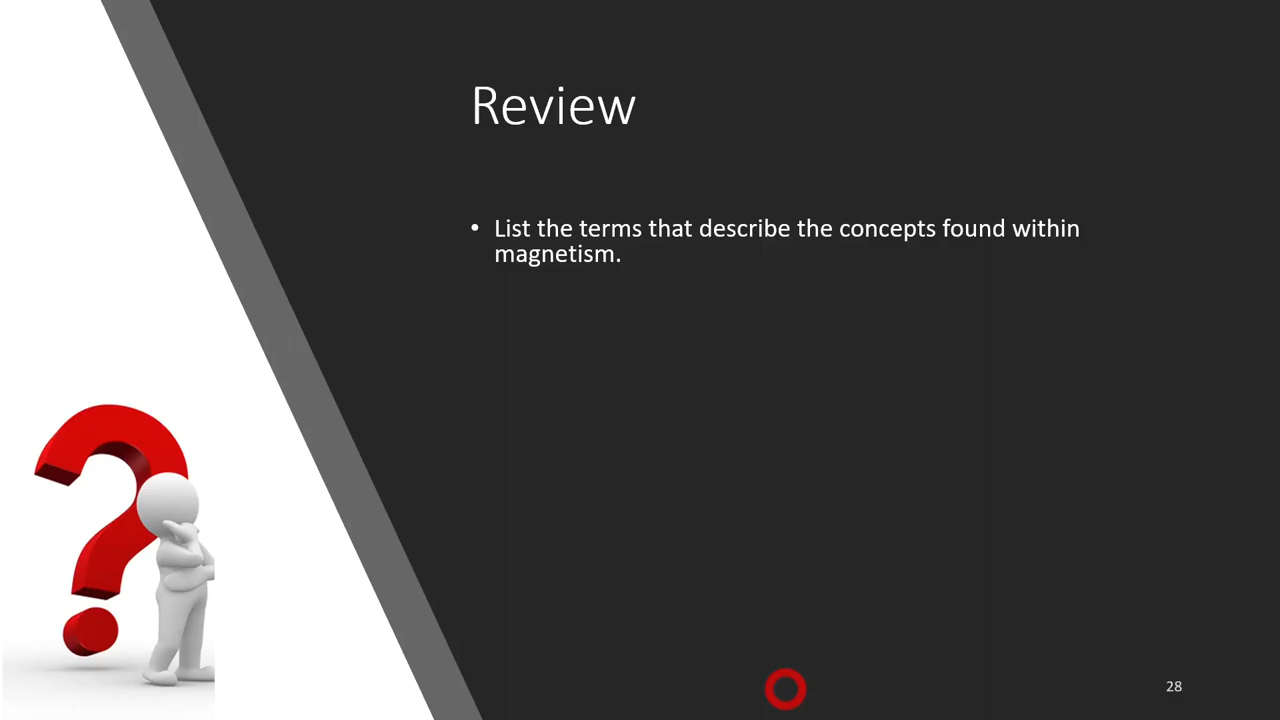 Review
• List the terms that describe the concepts found within
magnetism.
28